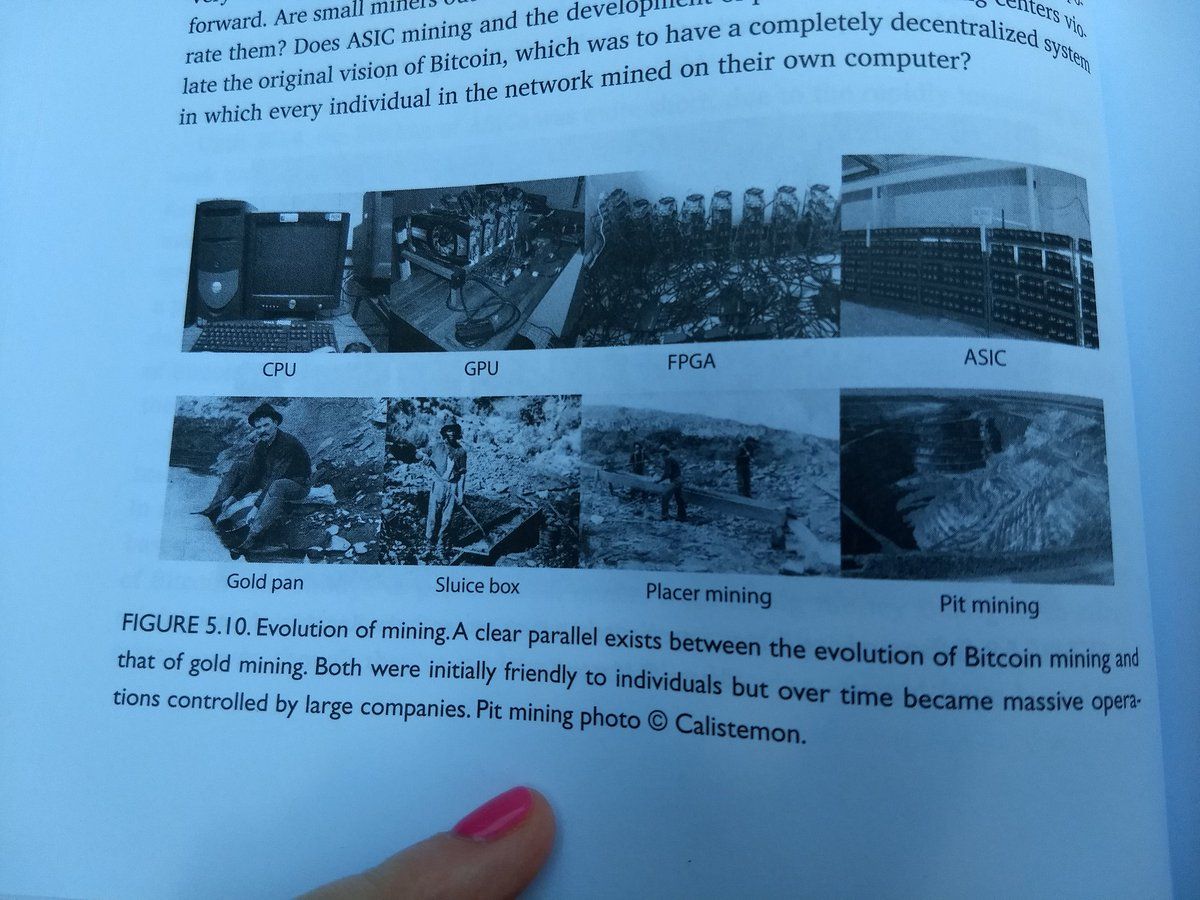 forward. Are small miners
rate them? Does ASIC mining and the development centers vio-
late the original vision of Bitcoin, which was to have a completely decentralized system
in which every individual in the network mined on their own computer?
CPU
GPU
FPGA
ASIC
Gold pan
Sluice box
Placer mining
Pit mining
FIGURE 5.10. Evolution of mining. A clear parallel exists between the evolution of Bitcoin mining and
that of gold mining. Both were initially friendly to individuals but over time became massive opera-
tions controlled by large companies. Pit mining photo © Calistemon.